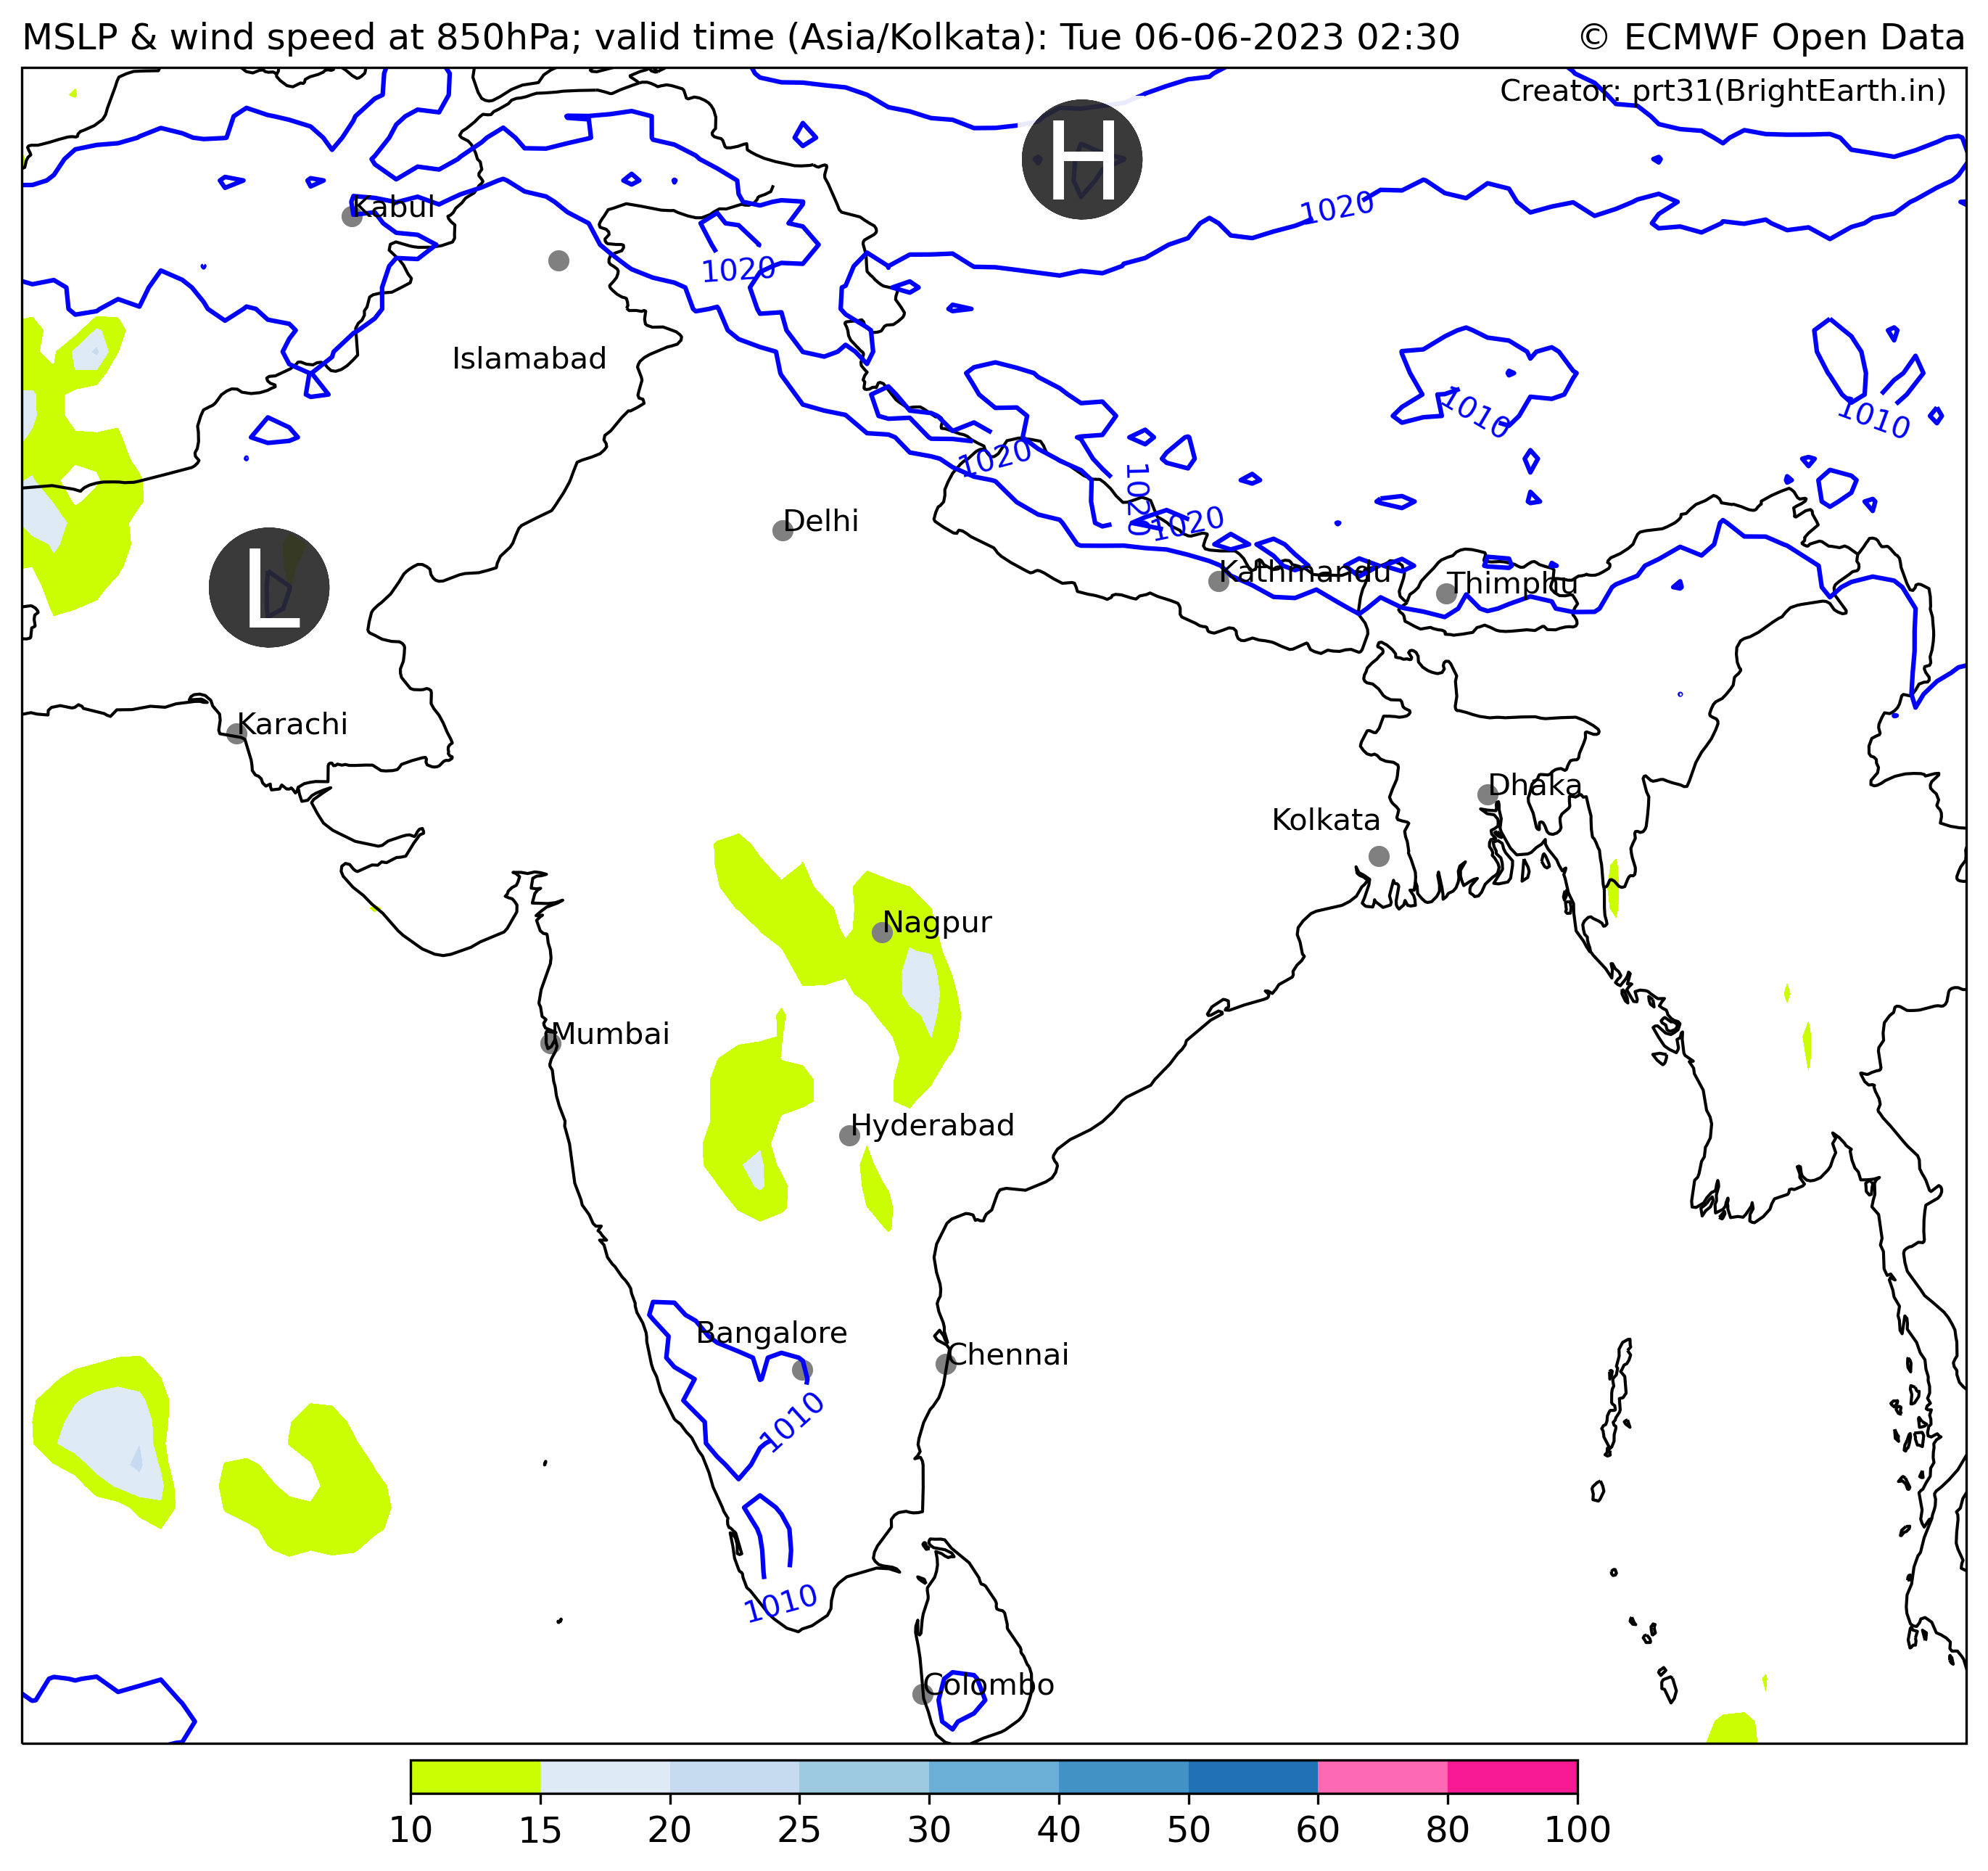 MSLP & wind speed at 850hPa; valid time (Asia/Kolkata): Tue 06-06-2023 02:30
© ECMWF Open Data
Creator: prt31(BrightEarth.in)
H
1020
Kabul
1020
Islamabad
1010
1010
1020
1020
Delhi
1020
Kathmandu
Thimphu
L
Karachi
Dhaka
Kolkata
Nagpur
Mumbai
Hyderabad
Bangalore
Chennai
1010
1010
Colombo
10 15 20 25 30 40 50 60 80 100